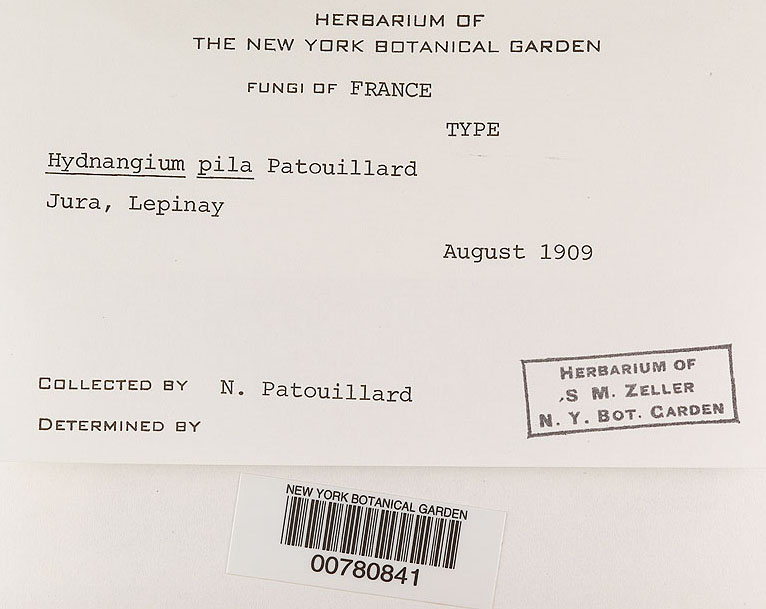 HERBARIUM OF
THE NEW YORK BOTANICAL GARDEN
FUNGI OF FRANCE
TYPE
Hydnangium pila Patouillard
Jura, Lepinay
August 1909
COLLECTED BY N. Patouillard
DETERMINED BY
HERBARIUM OF
S M. ZELLER
N. Y. BOT. GARDEN
NEW YORK BOTANICAL GARDEN
00780841